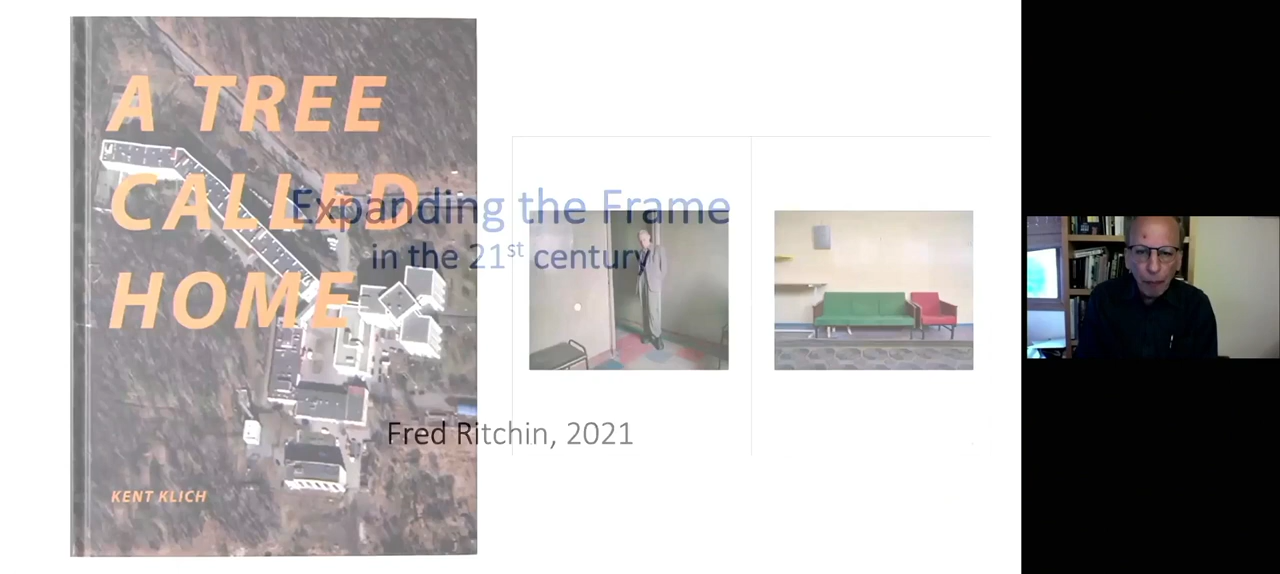 A TREE
CALLED
HOME
KENT KLICH
Expanding the Frame
in the 21st century
Fred Ritchin, 2021